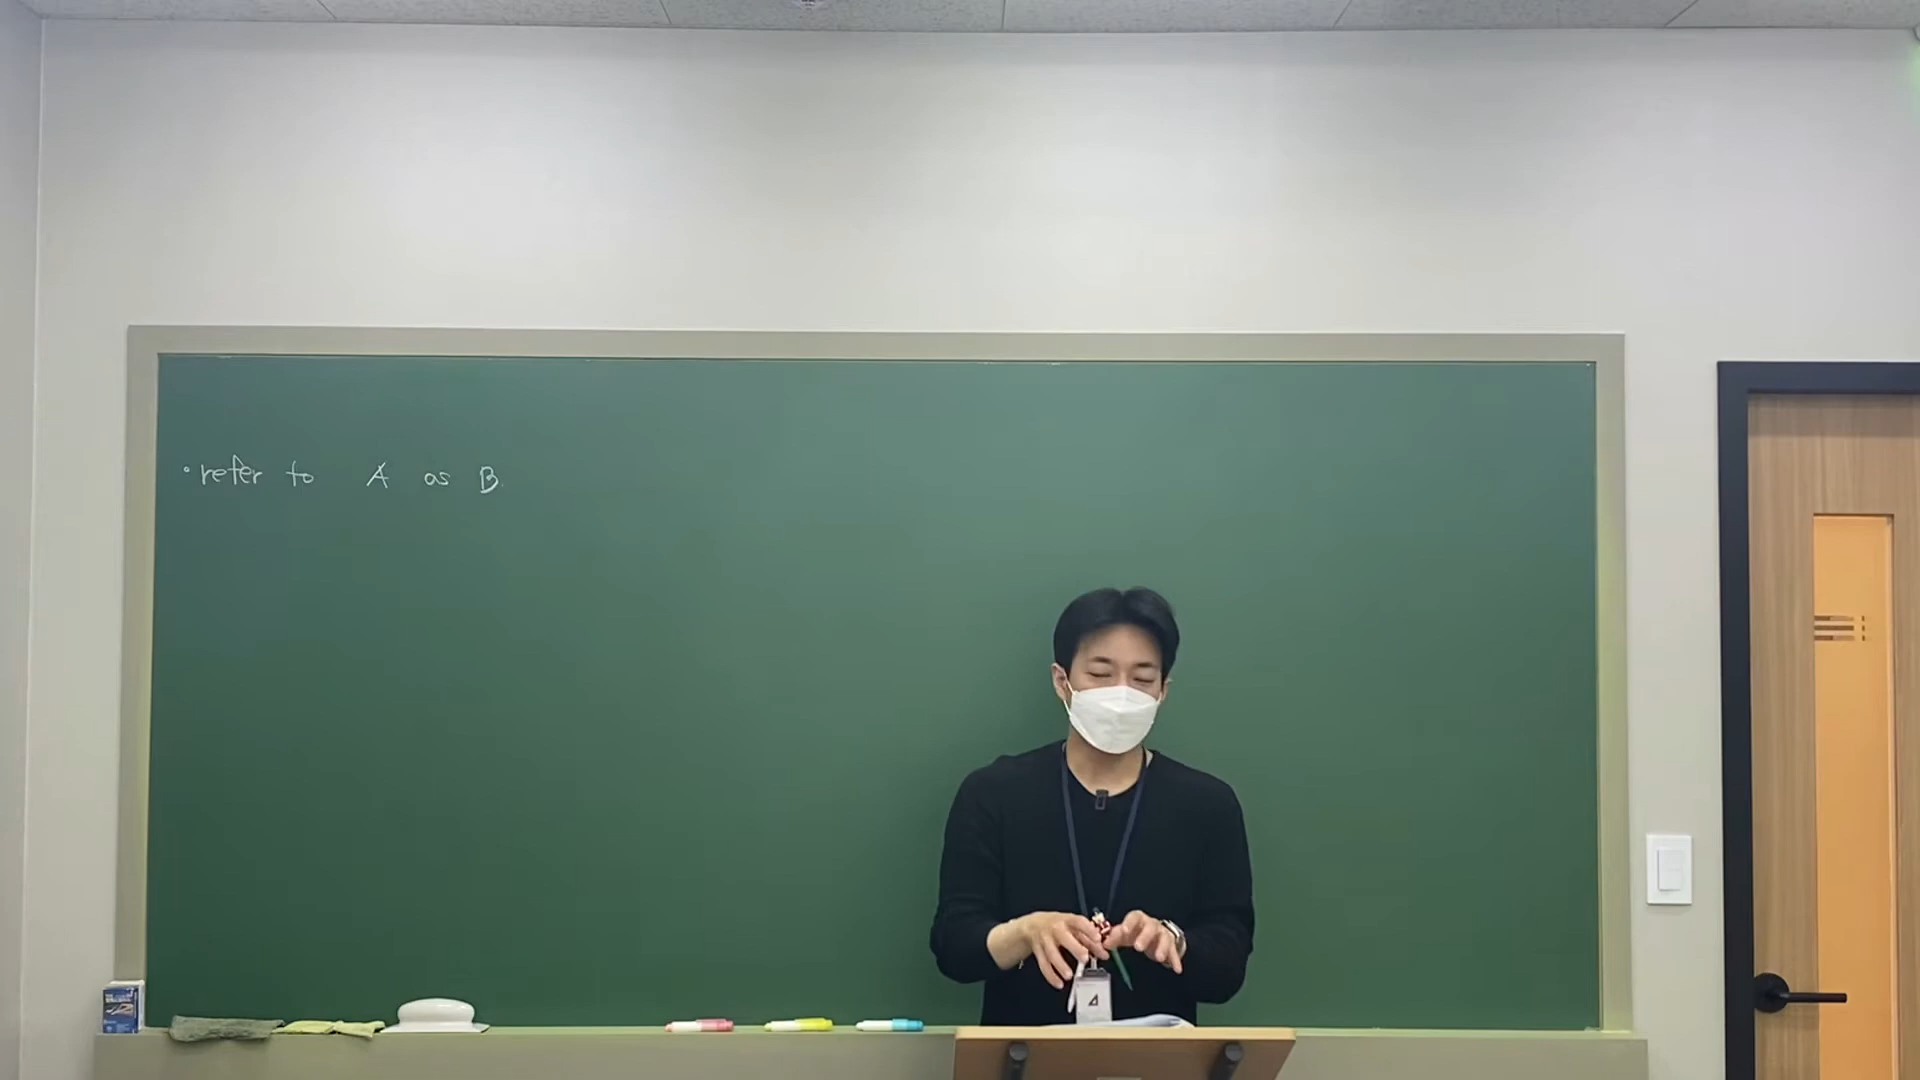 • refer to A as B.